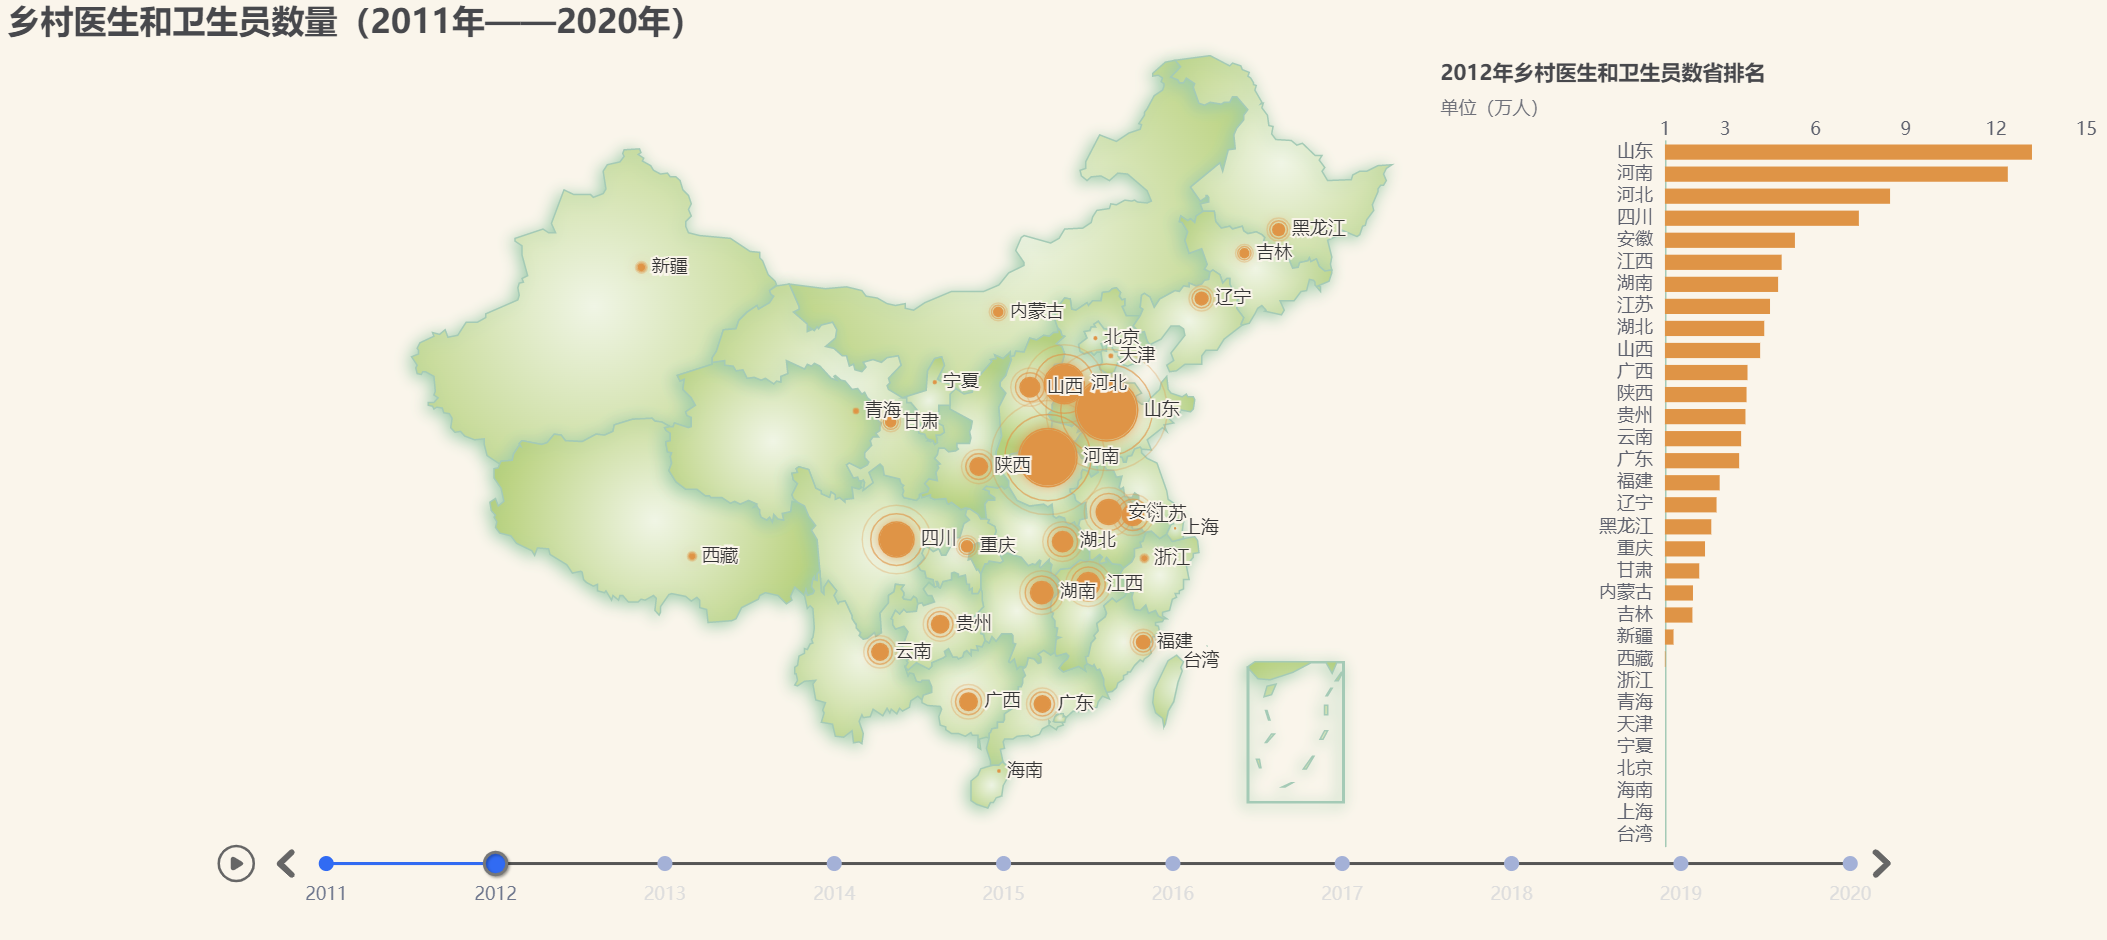 乡村医生和卫生员数量（2011年——2020年）
2012年乡村医生和卫生员数省排名
单位（万人）
1 3 6 9 12 15
山东
河南
河北
四川
安徽
江西
湖南
江苏
湖北
山西
广西
陕西
贵州
云南
广东
福建
辽宁
黑龙江
重庆
甘肃
内蒙古
吉林
新疆
西藏
浙江
青海
天津
宁夏
北京
海南
上海
台湾
黑龙江
吉林
新疆
辽宁
内蒙古
北京
天津
宁夏
山西
河北
青海
甘肃
山东
陕西
河南
安徽
江苏
上海
四川
重庆
湖北
西藏
浙江
湖南
江西
贵州
云南
福建
台湾
广西
广东
海南
2011 2012 2013 2014 2015 2016 2017 2018 2019 2020